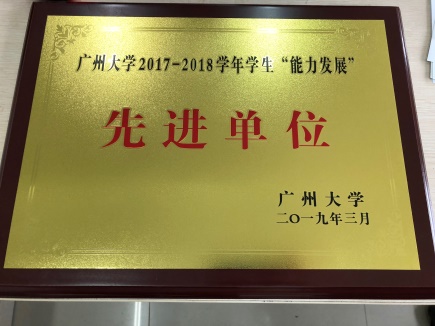 广州大学2017-2018学年学生“能力发展”
先进单位
广州大学
二〇一九年三月